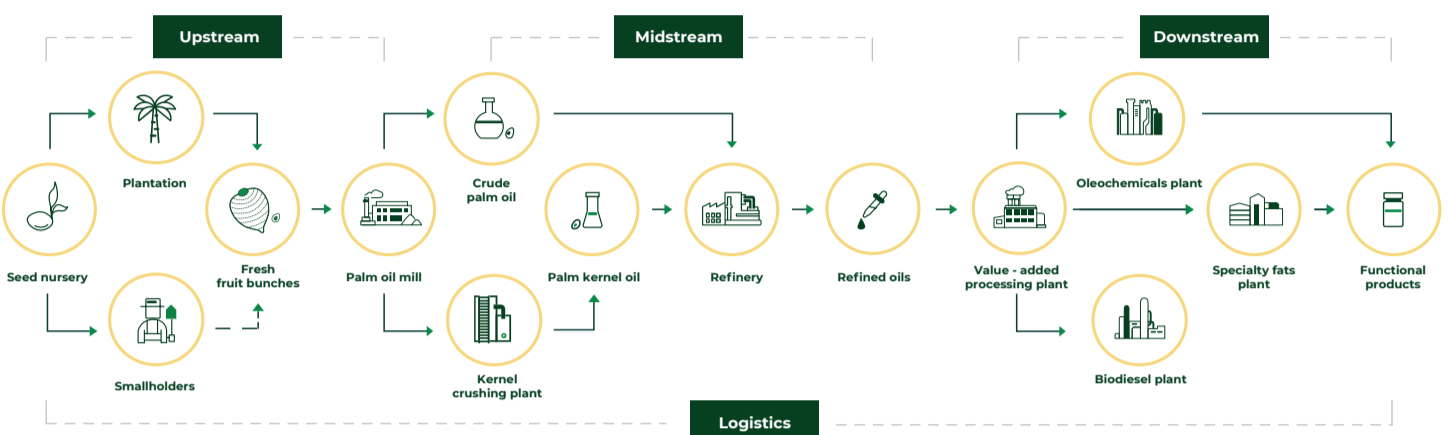 Upstream
Midstream
Downstream
Plantation
Crude
palm oil
Oleochemicals plant
Seed nursery
Fresh
fruit bunches
Palm oil mill
Palm kernel oil
Refinery
Refined oils
Value - added
processing plant
Specialty fats
plant
Functional
products
Smallholders
Kernel
crushing plant
Biodiesel plant
Logistics